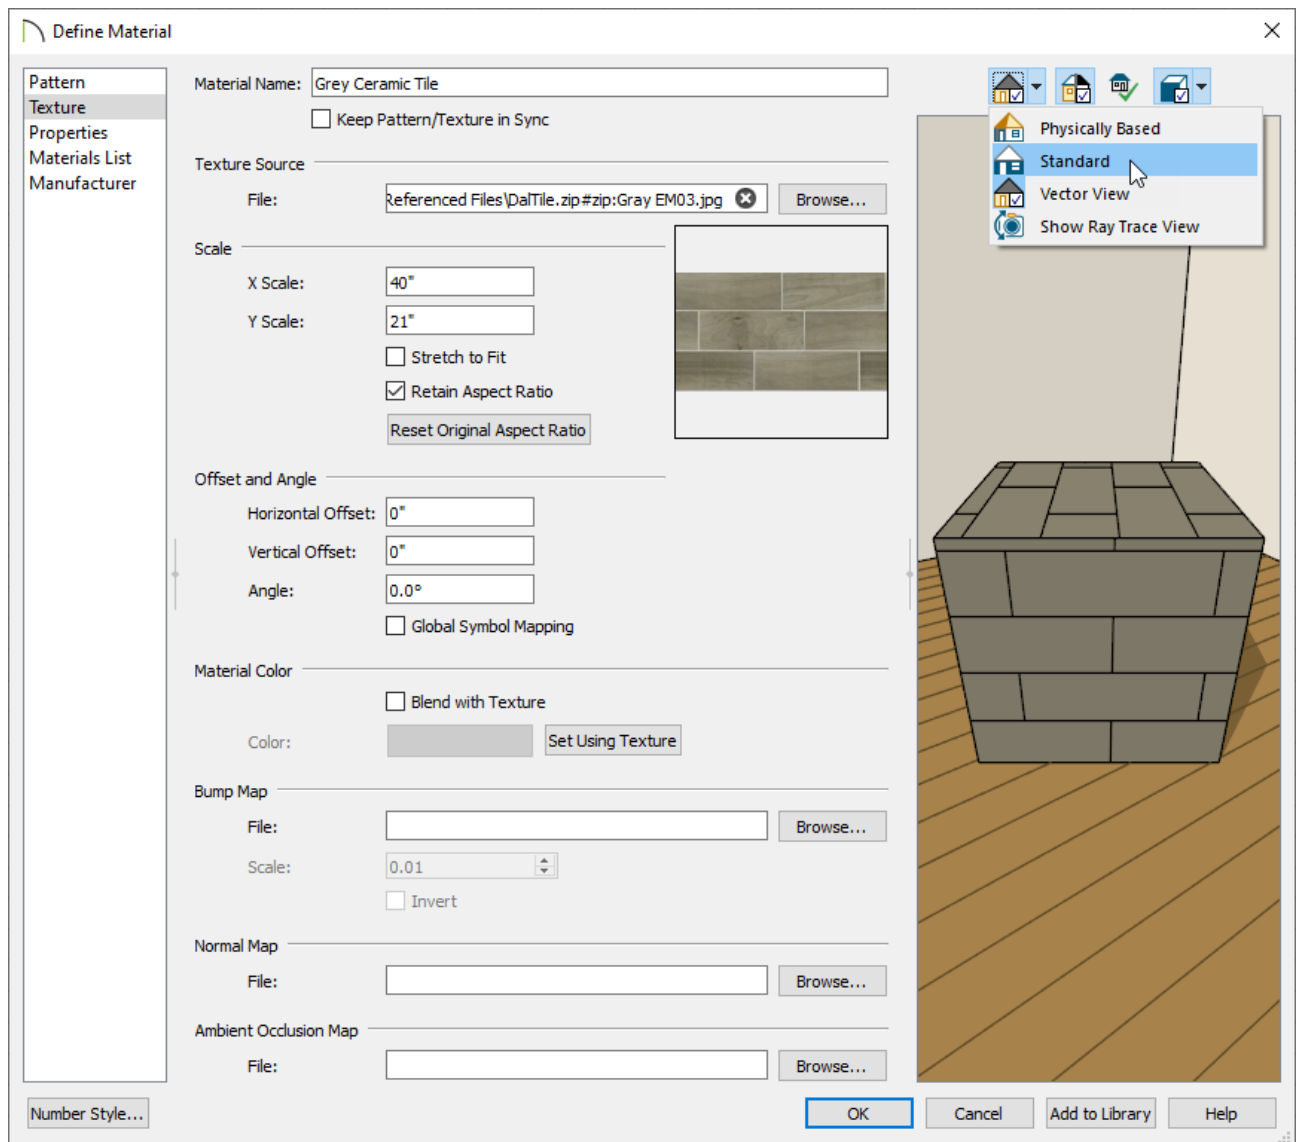 Define Material
Pattern
Texture
Properties
Materials List
Manufacturer
Material Name: Grey Ceramic Tile
Keep Pattern/Texture in Sync
Texture Source
File: Referenced Files\DalTile.zip#zip:Gray EM03.jpg Browse...
Scale
X Scale: 40"
Y Scale: 21"
Stretch to Fit
Retain Aspect Ratio
Reset Original Aspect Ratio
Offset and Angle
Horizontal Offset: 0"
Vertical Offset: 0"
Angle: 0.0°
Global Symbol Mapping
Material Color
Blend with Texture
Color: Set Using Texture
Bump Map
File: Browse...
Scale: 0.01
Invert
Normal Map
File: Browse...
Ambient Occlusion Map
File: Browse...
Physically Based
Standard
Vector View
Show Ray Trace View
Number Style... OK Cancel Add to Library Help